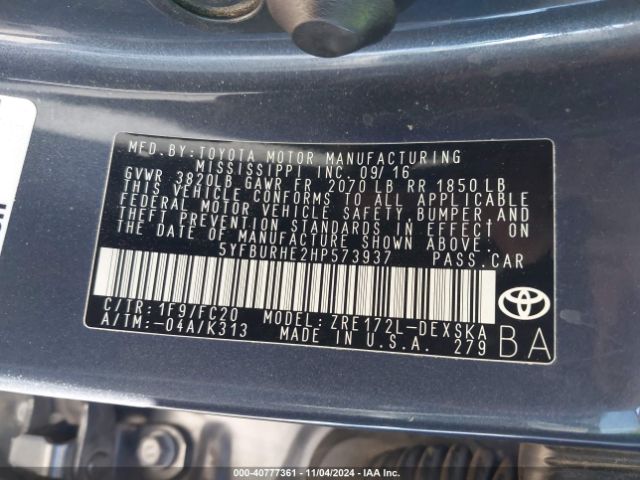 MFD.BY:TOYOTA MOTOR MANUFACTURING
MISSISSIPPI INC. 09/16
GVWR 3820LB GAWR FR 2070 LB RR 1850 LB
THIS VEHICLE CONFORMS TO ALL APPLICABLE
FEDERAL MOTOR VEHICLE SAFETY, BUMPER, AND
THEFT PREVENTION STANDARDS IN EFFECT
ON THE DATE OF MANUFACTURE SHOWN ABOVE.
5YFBURHE2HP573937 PASS.CAR
C/TR: 1F9/FC20 MODEL: ZRE172L-DEXSKA
A/TM:-04A/K313 MADE IN U.S.A. 279
TOYOTA
BA
000-40777361 | 11/04/2024 | IAA Inc.